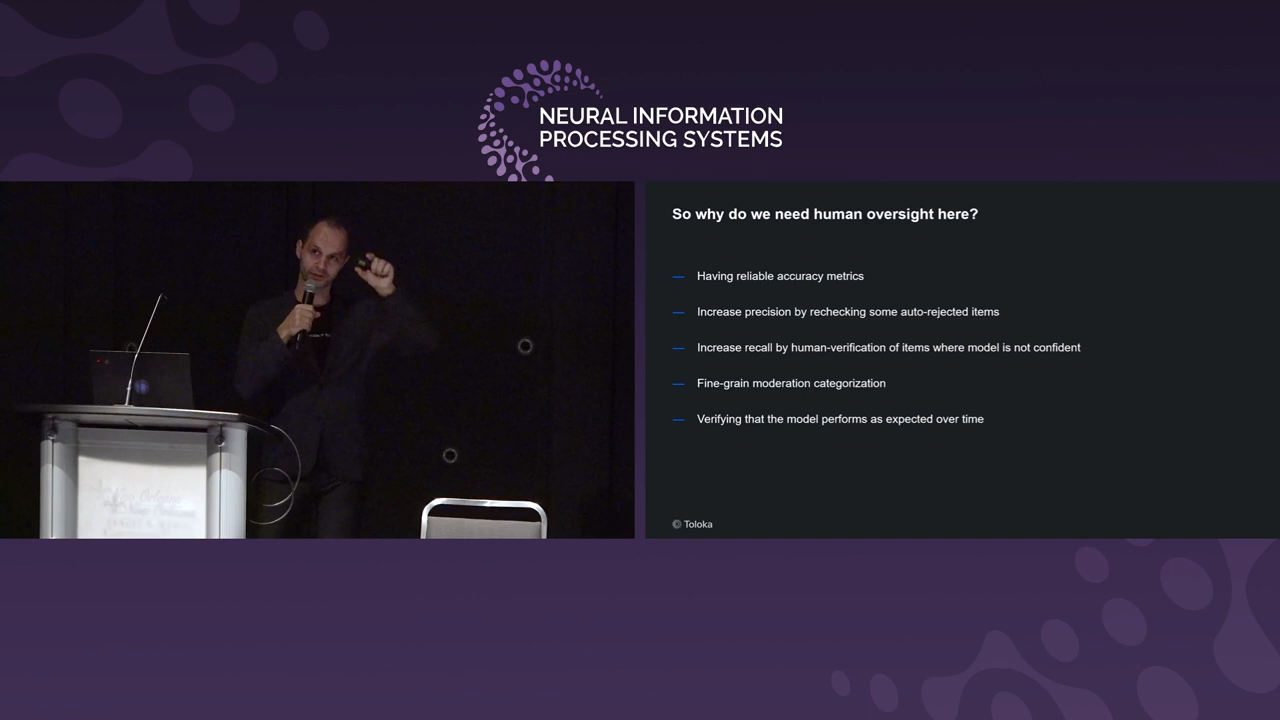 NEURAL INFORMATION
PROCESSING SYSTEMS
So why do we need human oversight here?
— Having reliable accuracy metrics
— Increase precision by rechecking some auto-rejected items
— Increase recall by human-verification of items where model is not confident
— Fine-grain moderation categorization
— Verifying that the model performs as expected over time
Toloka